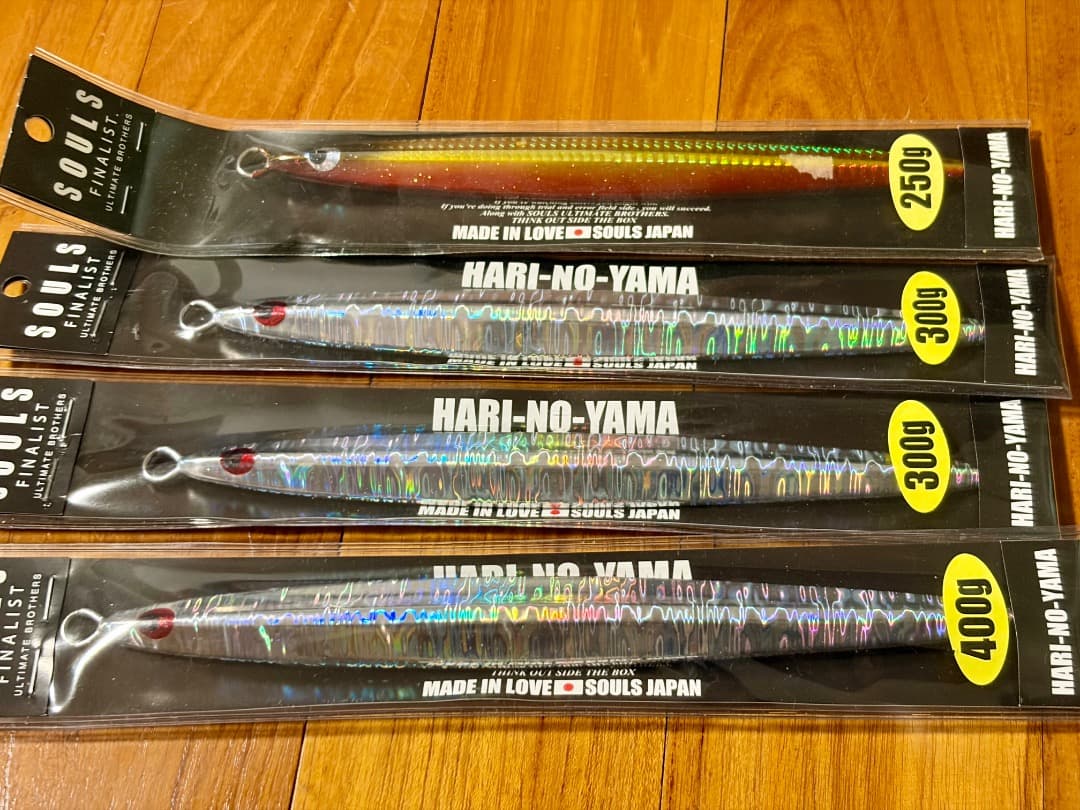 SOULS
FINALIST.
ULTIMATE BROTHERS
If you're doing through trial and error field side, you will succeed.
Along with SOULS ULTIMATE BROTHERS.
THINK OUT SIDE THE BOX
MADE IN LOVE SOULS JAPAN
250g
HARI-NO-YAMA
SOULS
FINALIST
ULTIMATE BROTHERS
HARI-NO-YAMA
MADE IN LOVE SOULS JAPAN
300g
HARI-NO-YAMA
SOULS
FINALIST
ULTIMATE BROTHERS
HARI-NO-YAMA
MADE IN LOVE SOULS JAPAN
300g
HARI-NO-YAMA
FINALIST
ULTIMATE BROTHERS
HARI-NO-YAMA
THINK OUT SIDE THE BOX
MADE IN LOVE SOULS JAPAN
400g
HARI-NO-YAMA